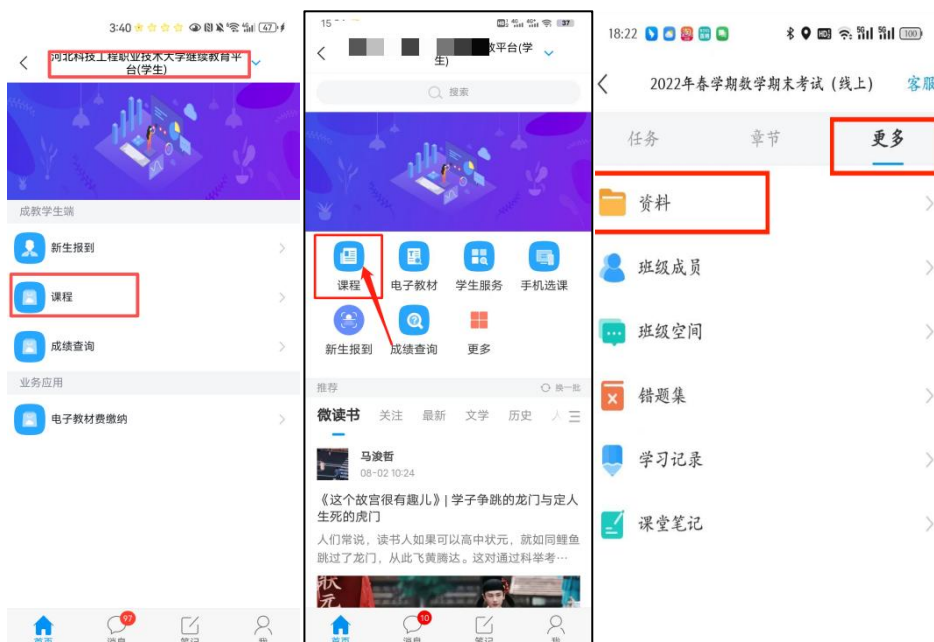 3:40
47
河北科技工程职业技术大学继续教育平
台(学生)
成教学生端
新生报到
课程
成绩查询
业务应用
电子教材费缴纳
首页
97
消息
笔记
我
15
37
教平台(学
生)
搜索
课程
电子教材
学生服务
手机选课
新生报到
成绩查询
更多
推荐
换一批
微读书
关注
最新
文学
历史
马浚哲
08-02 10:24
《这个故宫很有趣儿》| 学子争跳的龙门与定人
生死的虎门
人们常说，读书人如果可以高中状元，就如同鲤鱼
跳过了龙门，从此飞黄腾达。这对通过科举考…
状
元
首页
10
消息
笔记
我
18:22
HD
5G
5G
100
2022年春学期数学期末考试（线上）
客服
任务
章节
更多
资料
班级成员
班级空间
错题集
学习记录
课堂笔记